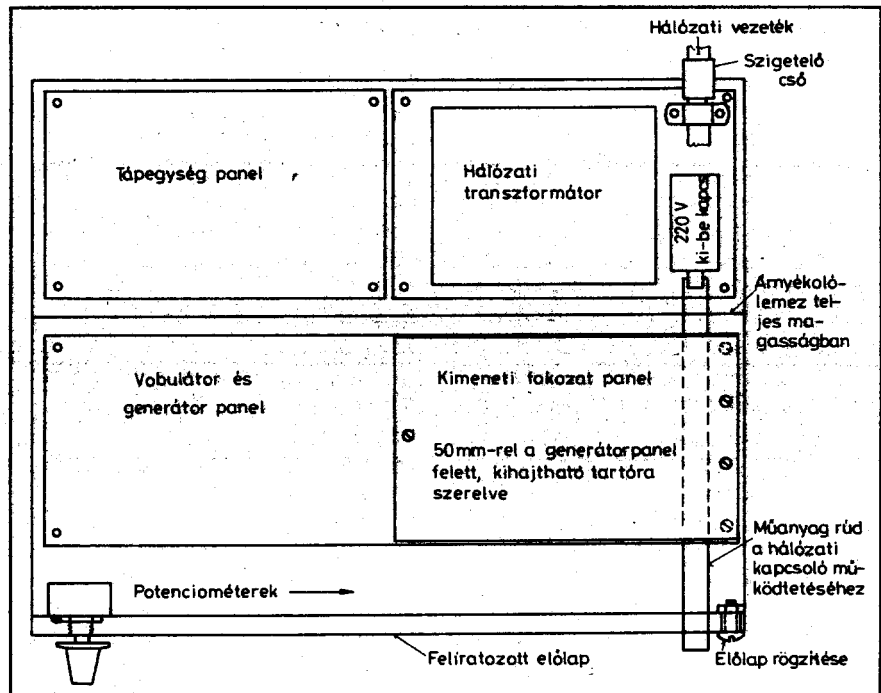 Hálózati vezeték
Szigetelő
cső
Tápegység panel
Hálózati
transzformátor
220 V
ki-be kapcs
Árnyékoló-
lemez tel-
jes ma-
gasságban
Vobulátor és
generátor panel
Kimeneti fokozat panel
50mm-rel a generátorpanel
felett, kihajtható tartóra
szerelve
Műanyag rúd
a hálózati
kapcsoló mű-
ködtetéséhez
Potenciométerek
Feliratozott előlap
Előlap rögzítése